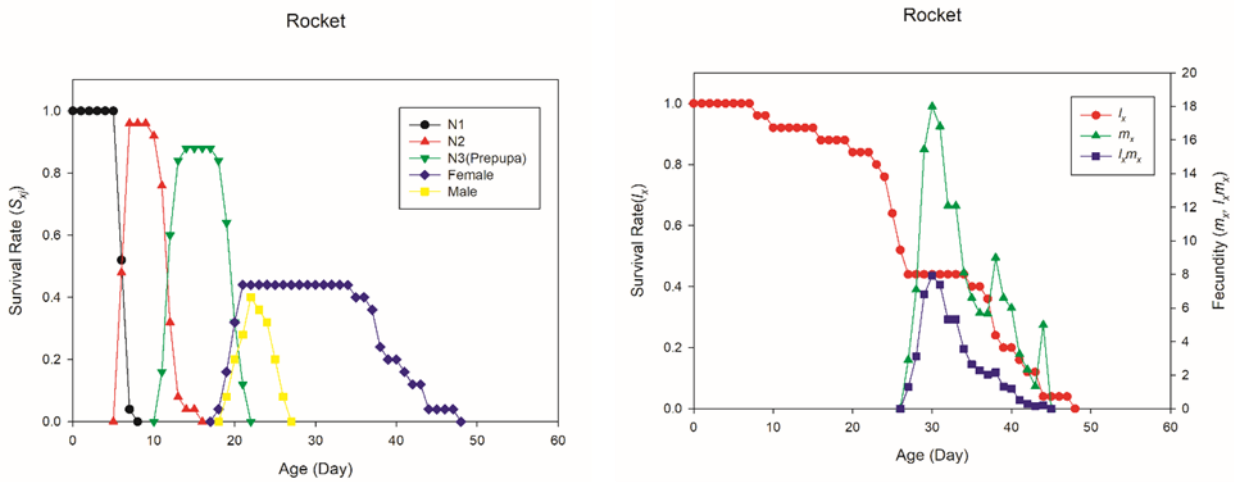 Rocket
Survival Rate (Sxj)
1.0
0.8
0.6
0.4
0.2
0.0
0 10 20 30 40 50 60
Age (Day)
N1
N2
N3(Prepupa)
Female
Male
Rocket
Survival Rate(lx)
1.0
0.8
0.6
0.4
0.2
0.0
0 10 20 30 40 50 60
Age (Day)
lx
mx
lxmx
20
18
16
14
12
10
8
6
4
2
0
Fecundity (mx, lxmx)